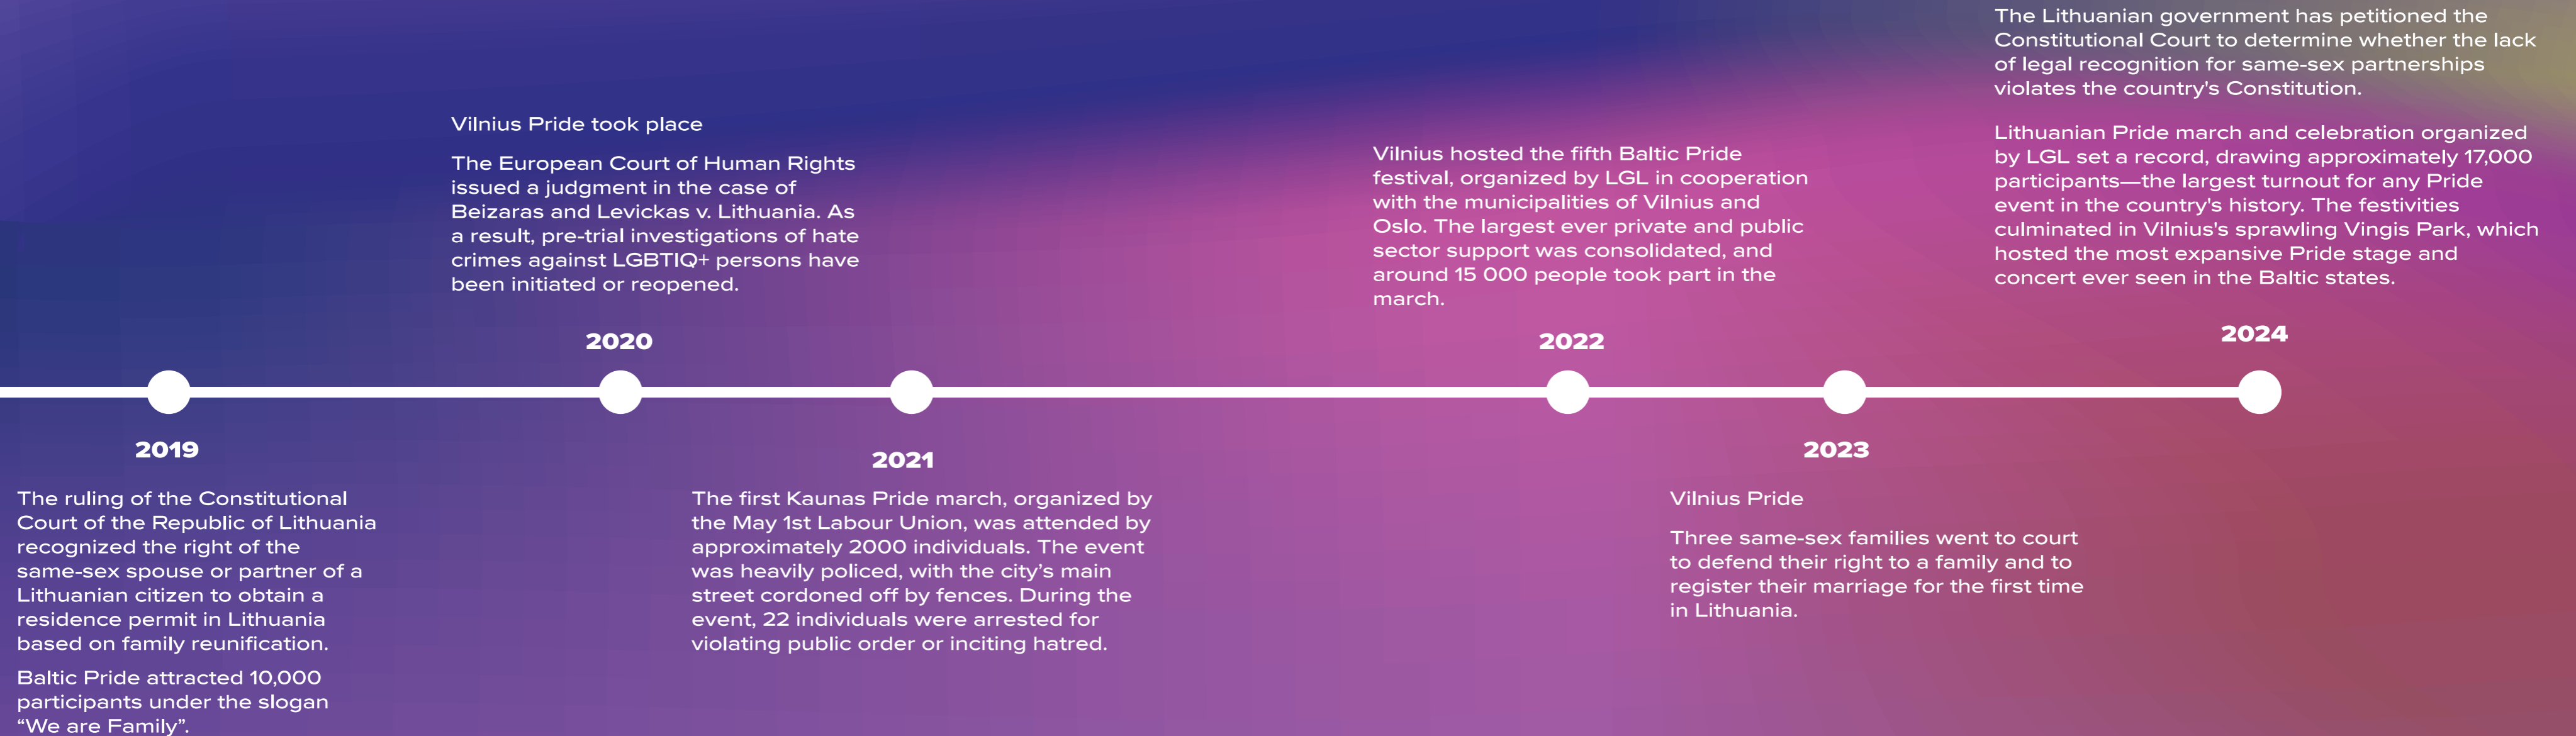 2019
The ruling of the Constitutional
Court of the Republic of Lithuania
recognized the right of the
same-sex spouse or partner of a
Lithuanian citizen to obtain a
residence permit in Lithuania
based on family reunification.
Baltic Pride attracted 10,000
participants under the slogan
“We are Family”.
Vilnius Pride took place
The European Court of Human Rights
issued a judgment in the case of
Beizaras and Levickas v. Lithuania. As
a result, pre-trial investigations of hate
crimes against LGBTIQ+ persons have
been initiated or reopened.
2020
2021
The first Kaunas Pride march, organized by
the May 1st Labour Union, was attended by
approximately 2000 individuals. The event
was heavily policed, with the city’s main
street cordoned off by fences. During the
event, 22 individuals were arrested for
violating public order or inciting hatred.
Vilnius hosted the fifth Baltic Pride
festival, organized by LGL in cooperation
with the municipalities of Vilnius and
Oslo. The largest ever private and public
sector support was consolidated, and
around 15 000 people took part in the
march.
2022
2023
Vilnius Pride
Three same-sex families went to court
to defend their right to a family and to
register their marriage for the first time
in Lithuania.
The Lithuanian government has petitioned the
Constitutional Court to determine whether the lack
of legal recognition for same-sex partnerships
violates the country's Constitution.
Lithuanian Pride march and celebration organized
by LGL set a record, drawing approximately 17,000
participants—the largest turnout for any Pride
event in the country's history. The festivities
culminated in Vilnius's sprawling Vingis Park, which
hosted the most expansive Pride stage and
concert ever seen in the Baltic states.
2024